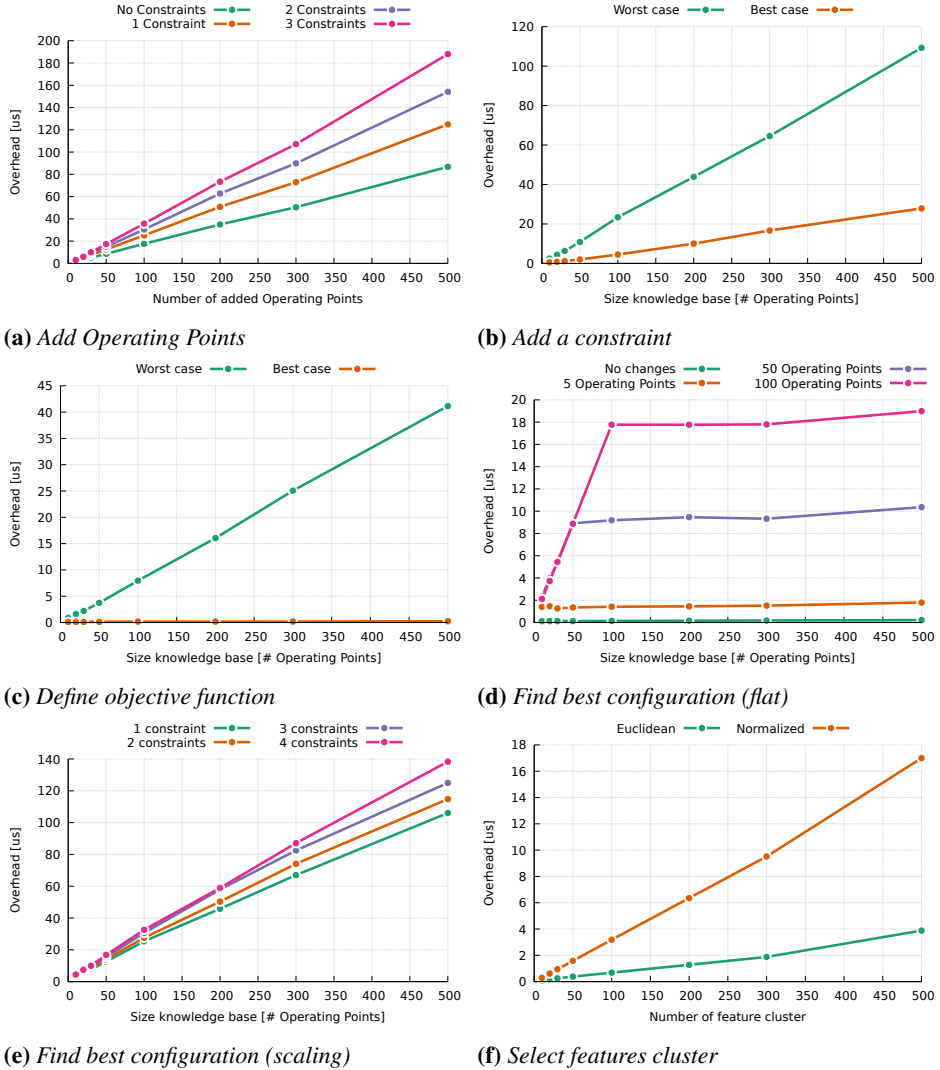 No Constraints
1 Constraint
2 Constraints
3 Constraints
200
180
160
140
120
100
80
60
40
20
0
Overhead [us]
0 50 100 150 200 250 300 350 400 450 500
Number of added Operating Points
(a) Add Operating Points
Worst case Best case
120
100
80
60
40
20
0
Overhead [us]
0 50 100 150 200 250 300 350 400 450 500
Size knowledge base [# Operating Points]
(b) Add a constraint
Worst case Best case
45
40
35
30
25
20
15
10
5
0
Overhead [us]
0 50 100 150 200 250 300 350 400 450 500
Size knowledge base [# Operating Points]
(c) Define objective function
No changes
5 Operating Points
50 Operating Points
100 Operating Points
20
18
16
14
12
10
8
6
4
2
0
Overhead [us]
0 50 100 150 200 250 300 350 400 450 500
Size knowledge base [# Operating Points]
(d) Find best configuration (flat)
1 constraint
2 constraints
3 constraints
4 constraints
140
120
100
80
60
40
20
0
Overhead [us]
0 50 100 150 200 250 300 350 400 450 500
Size knowledge base [# Operating Points]
(e) Find best configuration (scaling)
Euclidean Normalized
18
16
14
12
10
8
6
4
2
0
Overhead [us]
0 50 100 150 200 250 300 350 400 450 500
Number of feature cluster
(f) Select features cluster